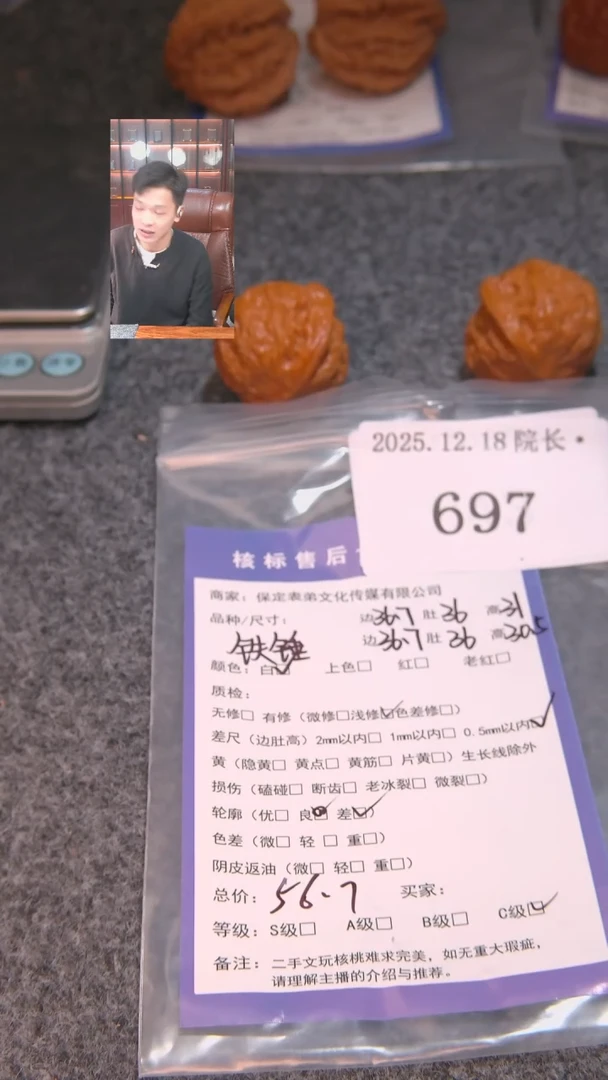 2025.12.18 院长·
697
核标售后
商家：保定表弟文化传媒有限公司
品种/尺寸： 边36.7 肚36 高31
铁锤 边36.7 肚36 高30.5
颜色：白☑ 上色□ 红□ 老红□
质检：
无修□ 有修（微修□浅修☑色差修□）
差尺（边肚高）2mm以内□ 1mm以内□ 0.5mm以内☑
黄（隐黄□ 黄点□ 黄筋□ 片黄□）生长线除外
损伤（磕碰□ 断齿□ 老冰裂□ 微裂□）
轮廓（优□ 良□ 差☑）
色差（微□ 轻□ 重□）
阴皮返油（微□ 轻□ 重□）
总价：56.7 买家：
等级：S级□ A级□ B级□ C级☑
备注：二手文玩核桃难求完美，如无重大瑕疵，
请理解主播的介绍与推荐。